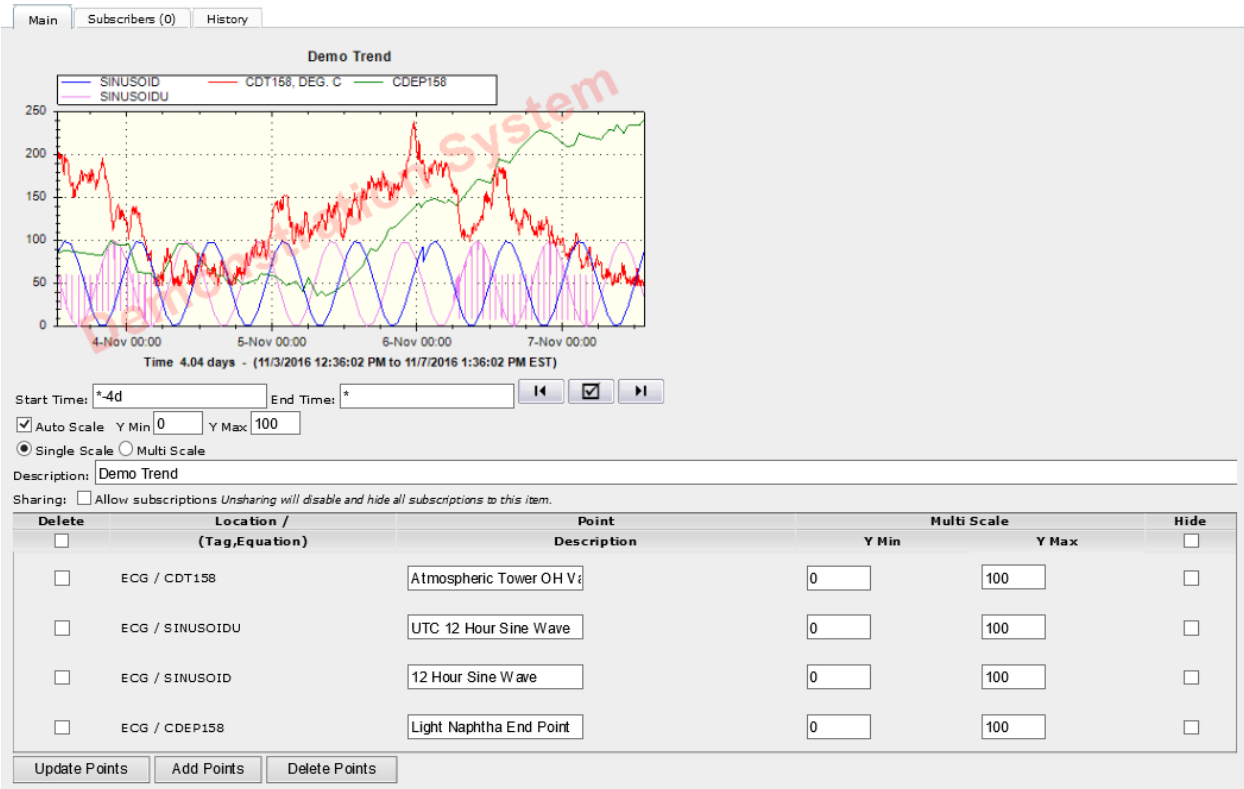 Main Subscribers (0) History
Demo Trend
SINUSOID CDT158, DEG. C CDEP158
SINUSOIDU
Demonstration System
250
200
150
100
50
0
4-Nov 00:00 5-Nov 00:00 6-Nov 00:00 7-Nov 00:00
Time 4.04 days - (11/3/2016 12:36:02 PM to 11/7/2016 1:36:02 PM EST)
Start Time: *-4d End Time: *
Auto Scale Y Min 0 Y Max 100
Single Scale Multi Scale
Description: Demo Trend
Sharing: Allow subscriptions Unsharing will disable and hide all subscriptions to this item.
Delete Location / Point Multi Scale Hide
(Tag,Equation) Description Y Min Y Max
ECG / CDT158 Atmospheric Tower OH 0 100
ECG / SINUSOIDU UTC 12 Hour Sine Wave 0 100
ECG / SINUSOID 12 Hour Sine Wave 0 100
ECG / CDEP158 Light Naphtha End Point 0 100
Update Points Add Points Delete Points